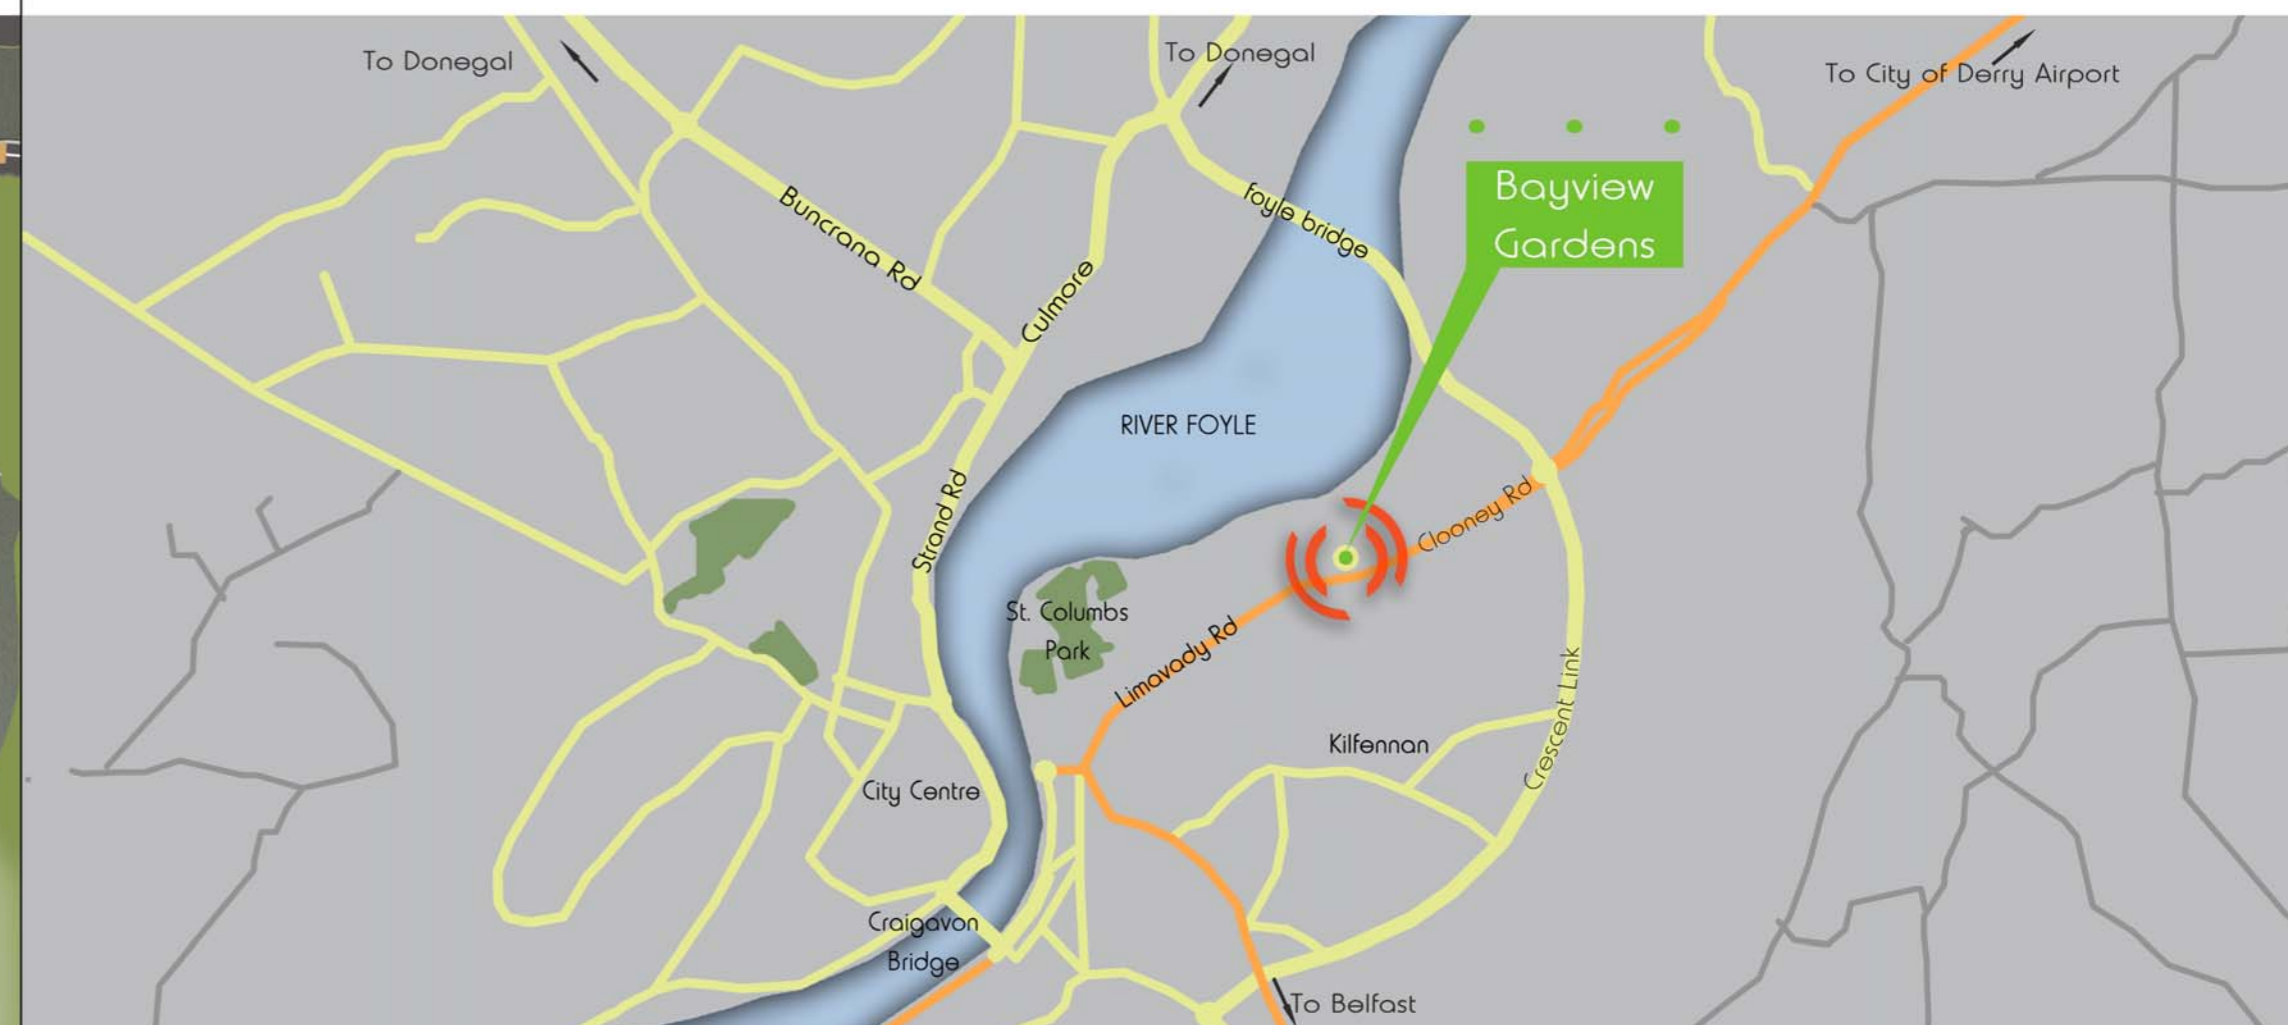 To Donegal
To Donegal
To City of Derry Airport
Bayview
Gardens
Buncrana Rd
foyle bridge
Culmore
RIVER FOYLE
Strand Rd
Clooney Rd
St. Columbs
Park
Limavady Rd
Kilfennan
Crescent Link
City Centre
Craigavon
Bridge
To Belfast